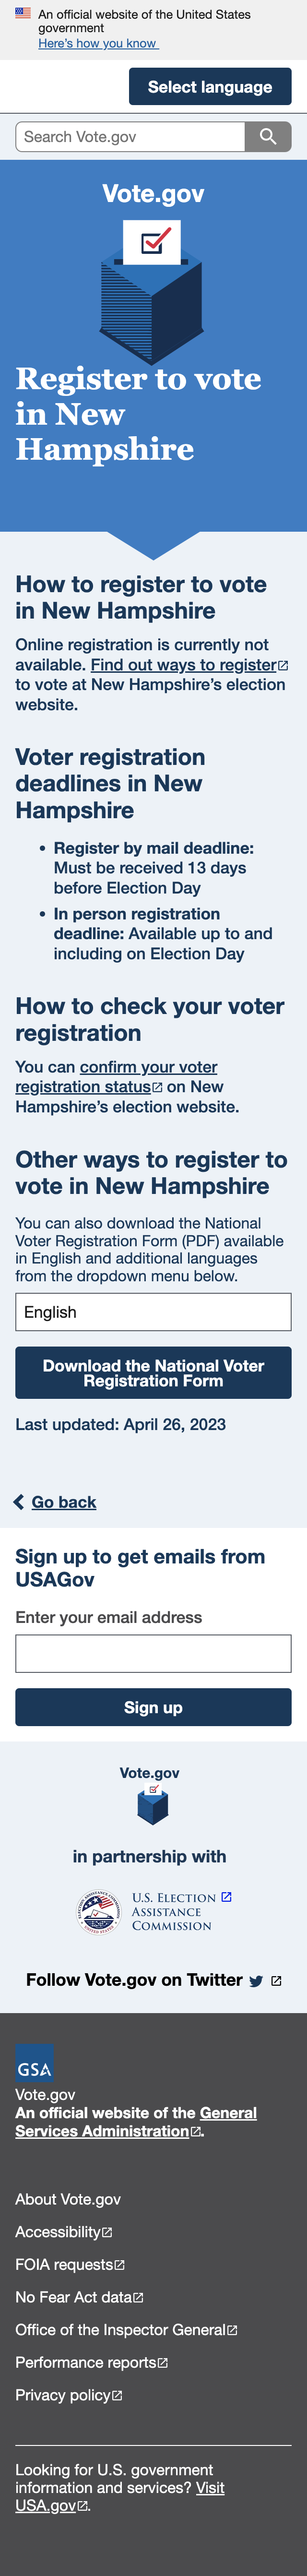 An official website of the United States
government
Here's how you know
Select language
Search Vote.gov
Vote.gov
Register to vote
in New
Hampshire
How to register to vote
in New Hampshire
Online registration is currently not
available. Find out ways to register
to vote at New Hampshire's election
website.
Voter registration
deadlines in New
Hampshire
• Register by mail deadline:
Must be received 13 days
before Election Day
• In person registration
deadline: Available up to and
including on Election Day
How to check your voter
registration
You can confirm your voter
registration status on New
Hampshire's election website.
Other ways to register to
vote in New Hampshire
You can also download the National
Voter Registration Form (PDF) available
in English and additional languages
from the dropdown menu below.
English
Download the National Voter
Registration Form
Last updated: April 26, 2023
Go back
Sign up to get emails from
USAGov
Enter your email address
Sign up
Vote.gov
in partnership with
U.S. Election
Assistance
Commission
Follow Vote.gov on Twitter
GSA
Vote.gov
An official website of the General
Services Administration.
About Vote.gov
Accessibility
FOIA requests
No Fear Act data
Office of the Inspector General
Performance reports
Privacy policy
Looking for U.S. government
information and services? Visit
USA.gov.